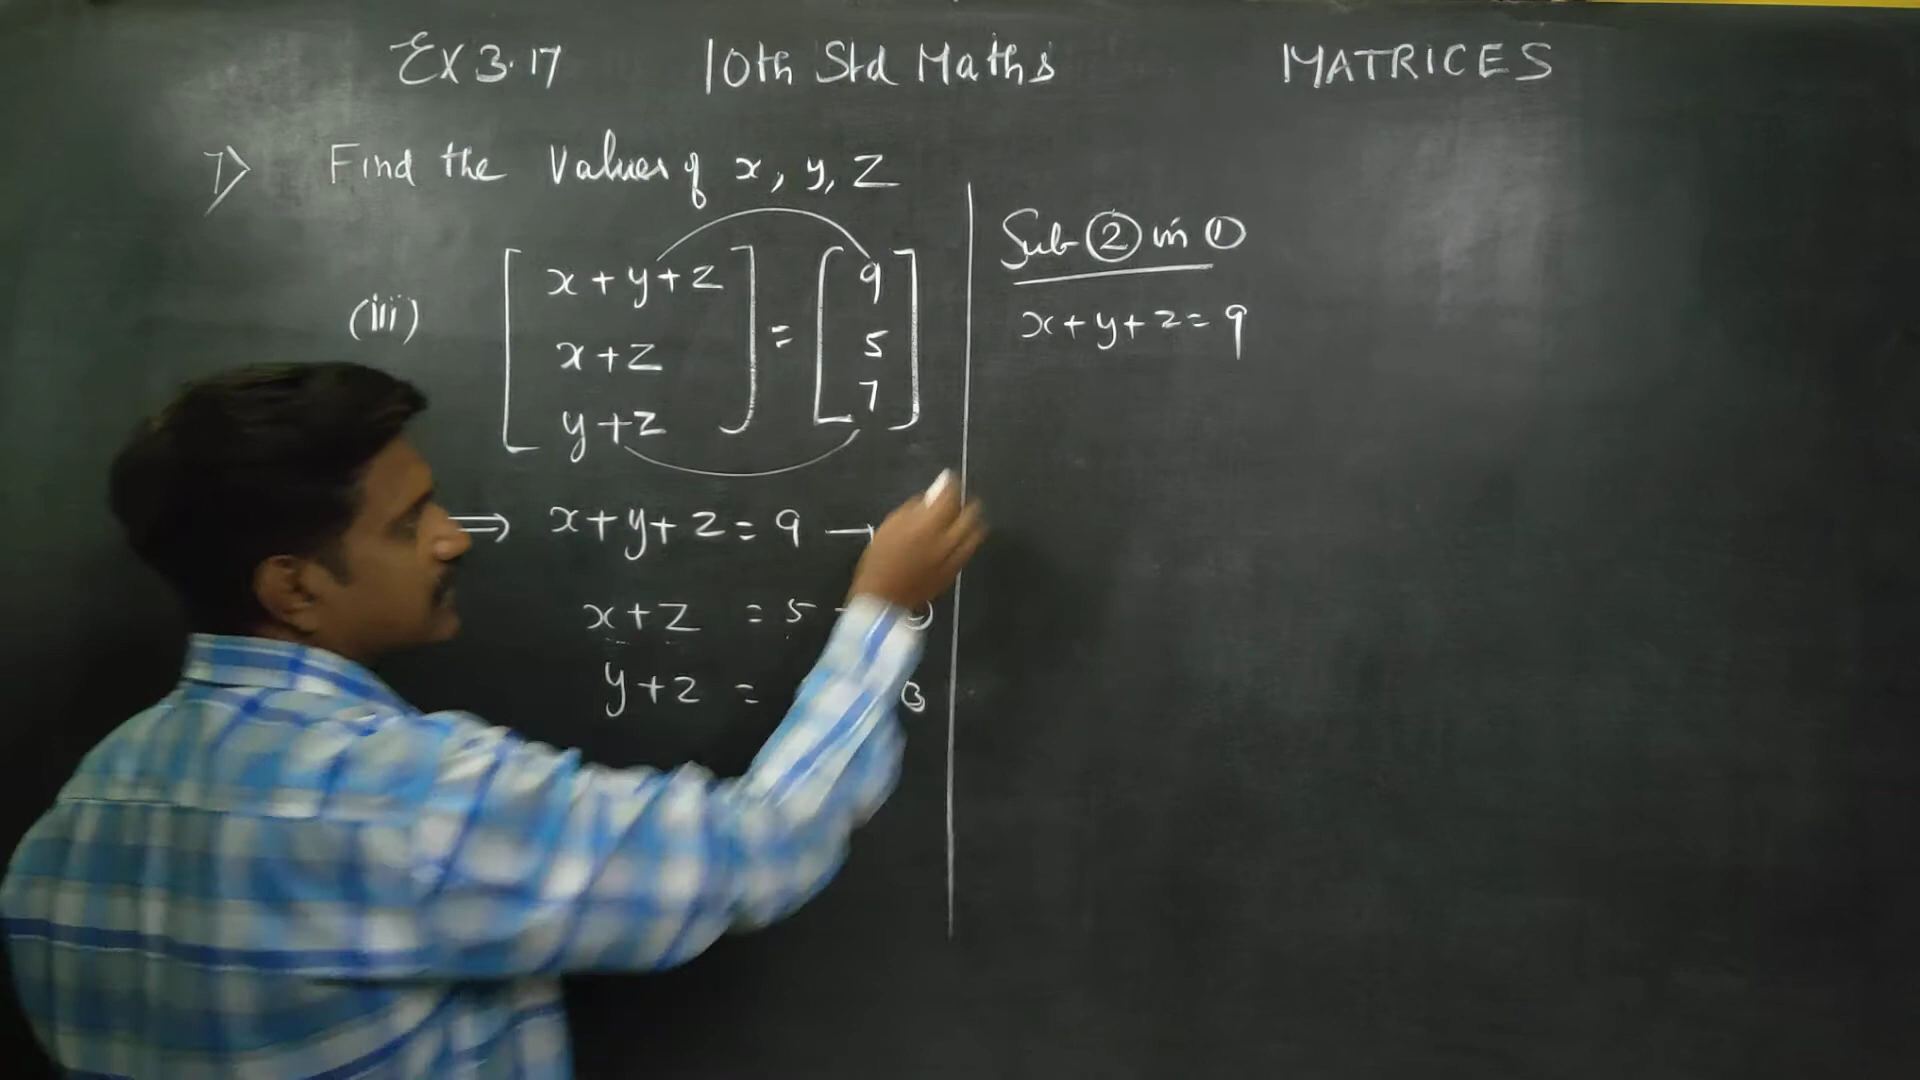 Ex 3.17 10th Std Maths MATRICES
7> Find the Values of x, y, z
(iii) [ x+y+z ] = [ 9 ]
x+z 5
y+z 7
⟹ x+y+z = 9 →
x+z = 5
y+z = 3
Sub ② in ①
x+y+z = 9